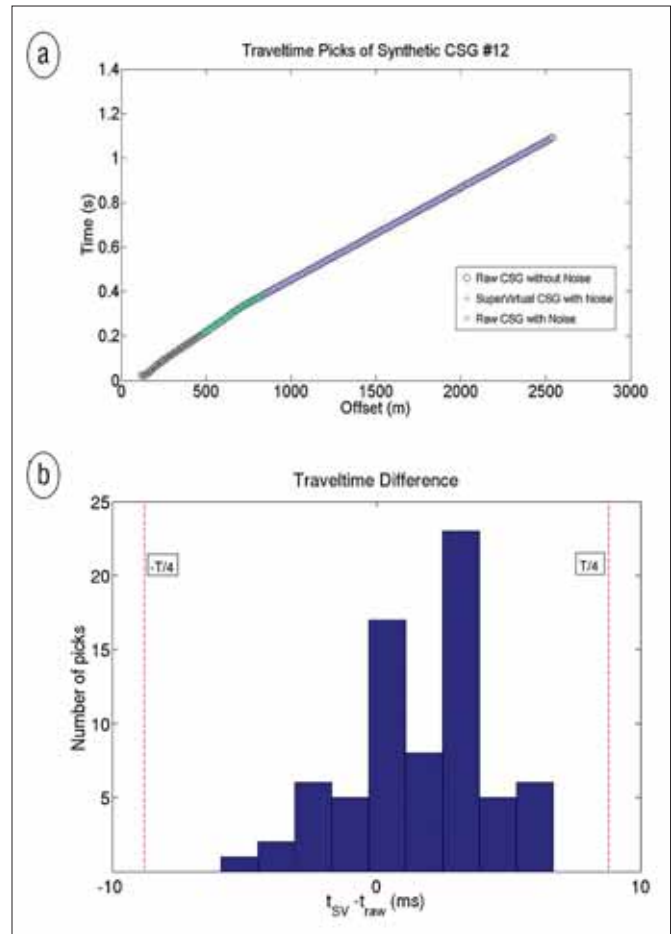 a
Traveltime Picks of Synthetic CSG #12
1.4
1.2
1
0.8
0.6
0.4
0.2
0
Time (s)
Raw CSG without Noise
SuperVirtual CSG with Noise
Raw CSG with Noise
0 500 1000 1500 2000 2500 3000
Offset (m)
b
Traveltime Difference
25
20
15
10
5
Number of picks
-T/4
T/4
-10 0 10
t_SV -t_raw (ms)